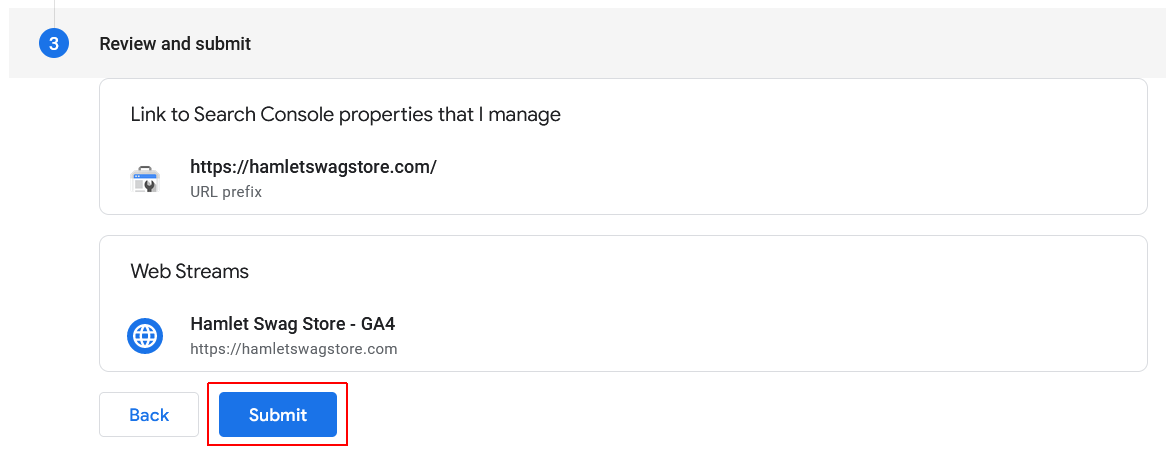 3
Review and submit
Link to Search Console properties that I manage
https://hamletswagstore.com/
URL prefix
Web Streams
Hamlet Swag Store - GA4
https://hamletswagstore.com
Back
Submit